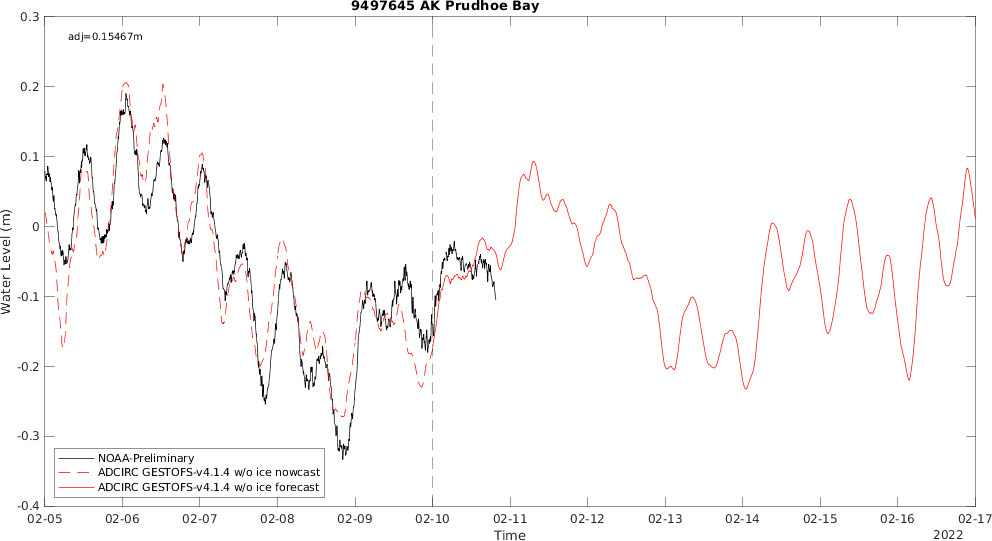 9497645 AK Prudhoe Bay
adj=0.15467m
0.3
0.2
0.1
0
-0.1
-0.2
-0.3
-0.4
Water Level (m)
NOAA-Preliminary
ADCIRC GESTOFS-v4.1.4 w/o ice nowcast
ADCIRC GESTOFS-v4.1.4 w/o ice forecast
02-05 02-06 02-07 02-08 02-09 02-10 02-11 02-12 02-13 02-14 02-15 02-16 02-17
Time
2022